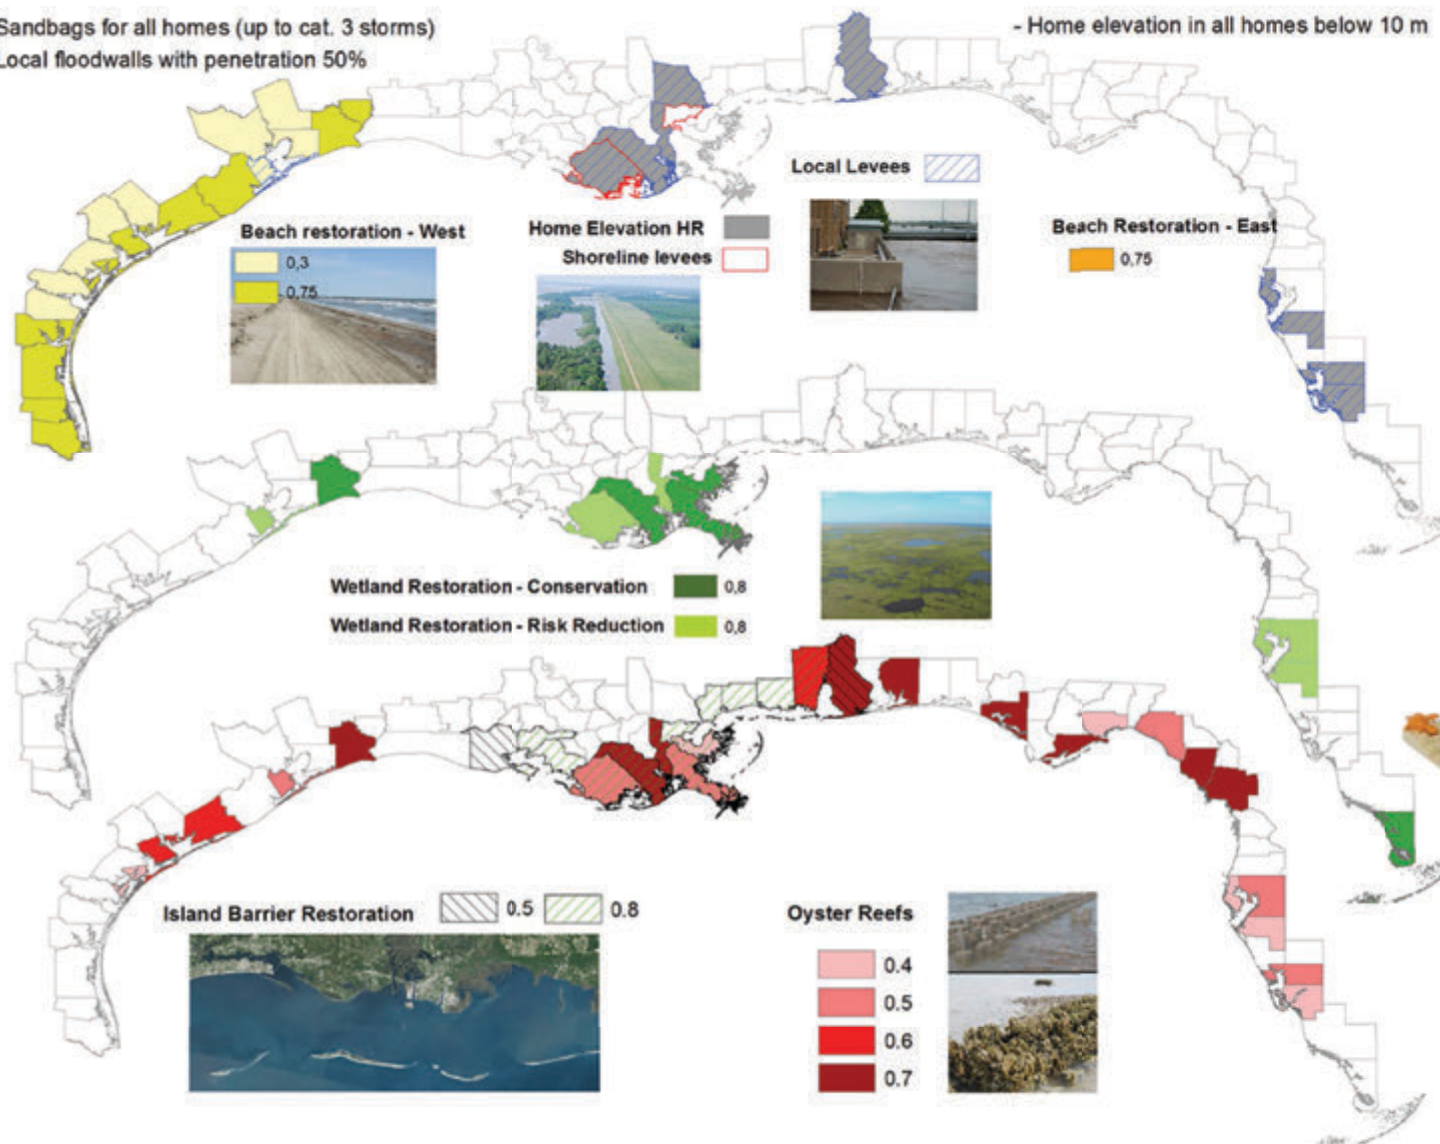 Sandbags for all homes (up to cat. 3 storms)
Local floodwalls with penetration 50%
- Home elevation in all homes below 10 m
Local Levees
Beach restoration - West
0,3
0,75
Home Elevation HR
Shoreline levees
Beach Restoration - East
0,75
Wetland Restoration - Conservation
0,8
Wetland Restoration - Risk Reduction
0,8
Island Barrier Restoration
0.5
0.8
Oyster Reefs
0.4
0.5
0.6
0.7